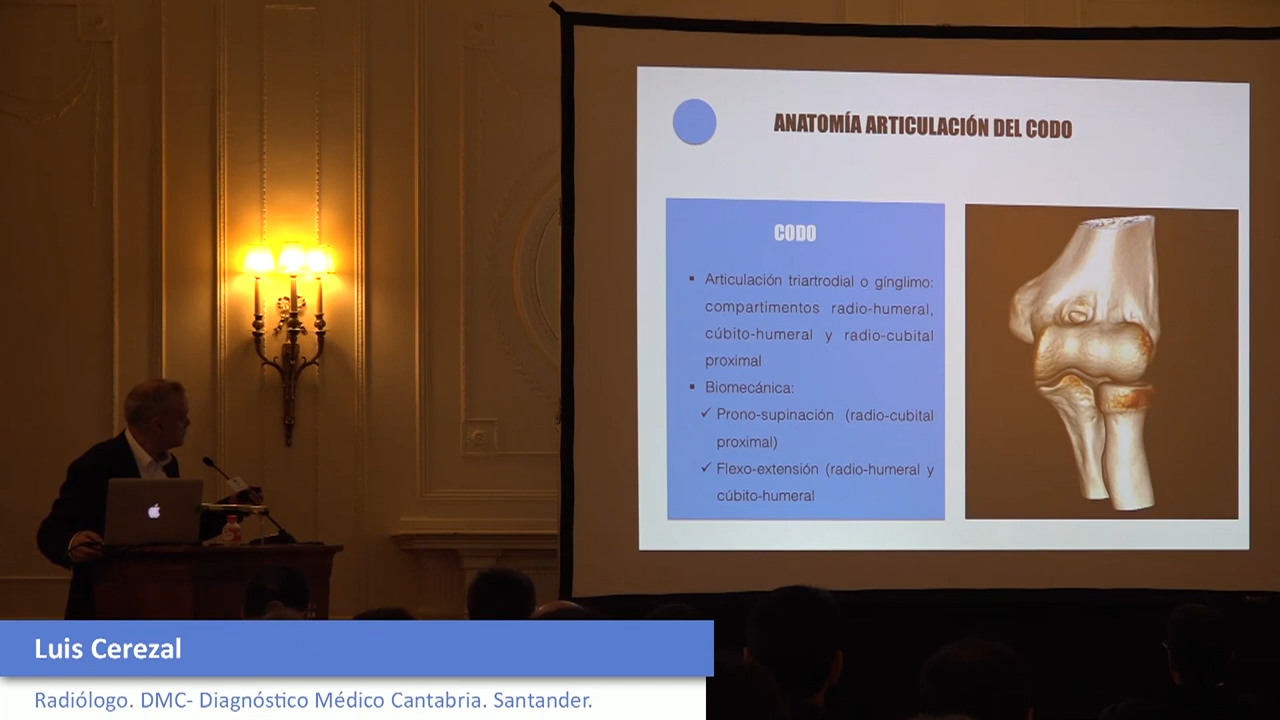 ANATOMÍA ARTICULACIÓN DEL CODO
CODO
▪ Articulación triartrodial o gínglimo:
compartimentos radio-humeral,
cúbito-humeral y radio-cubital
proximal
▪ Biomecánica:
✓ Prono-supinación (radio-cubital
proximal)
✓ Flexo-extensión (radio-humeral y
cúbito-humeral
Luis Cerezal
Radiólogo. DMC- Diagnóstico Médico Cantabria. Santander.